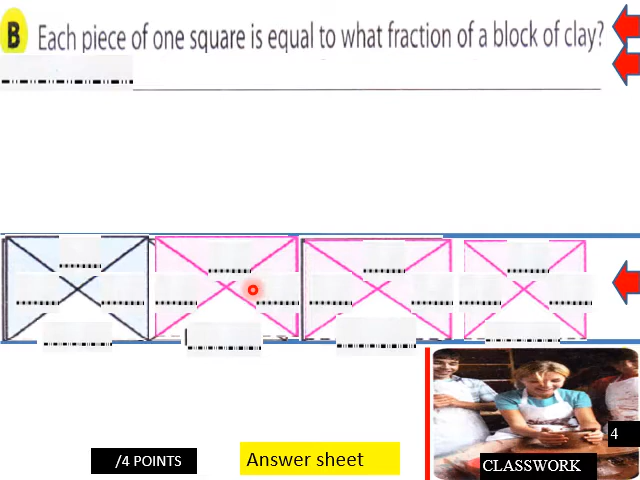 B Each piece of one square is equal to what fraction of a block of clay?
4
/4 POINTS
Answer sheet
CLASSWORK